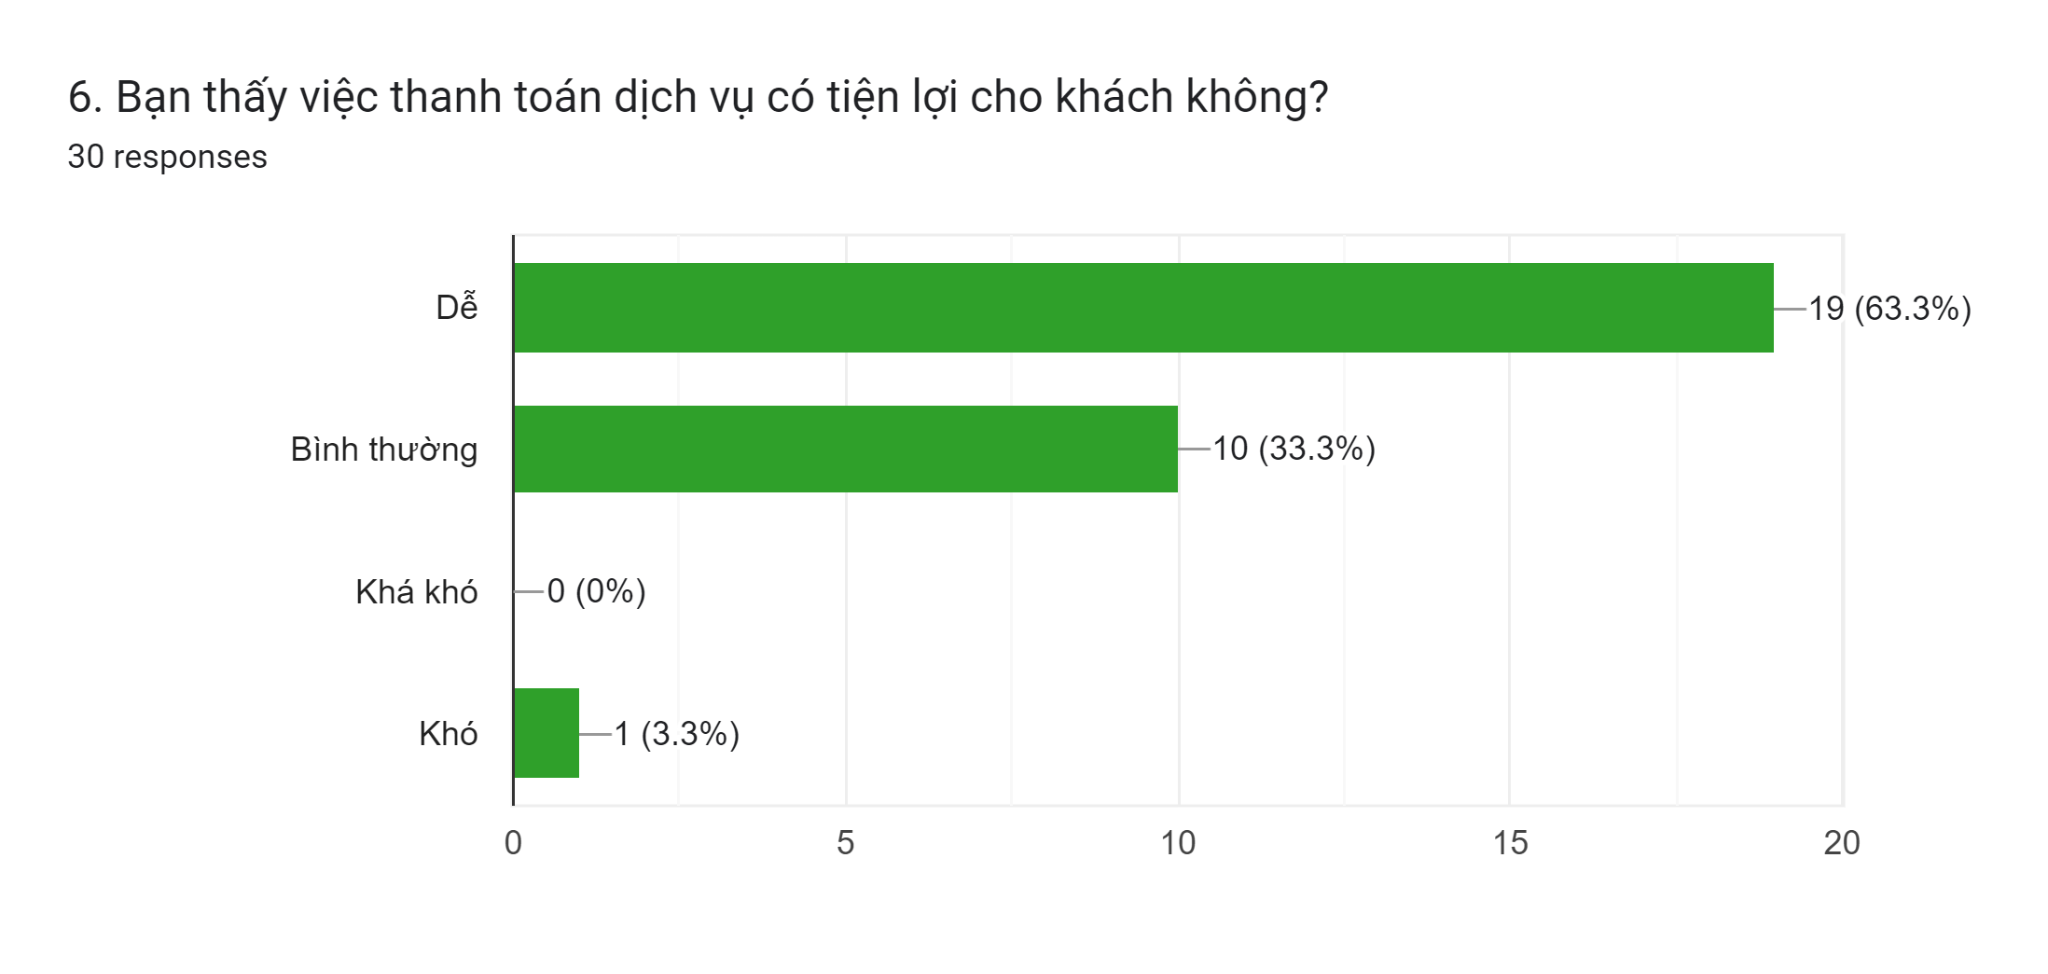 6. Bạn thấy việc thanh toán dịch vụ có tiện lợi cho khách không?
30 responses
Dễ
19 (63.3%)
Bình thường
10 (33.3%)
Khá khó
0 (0%)
Khó
1 (3.3%)
0 5 10 15 20